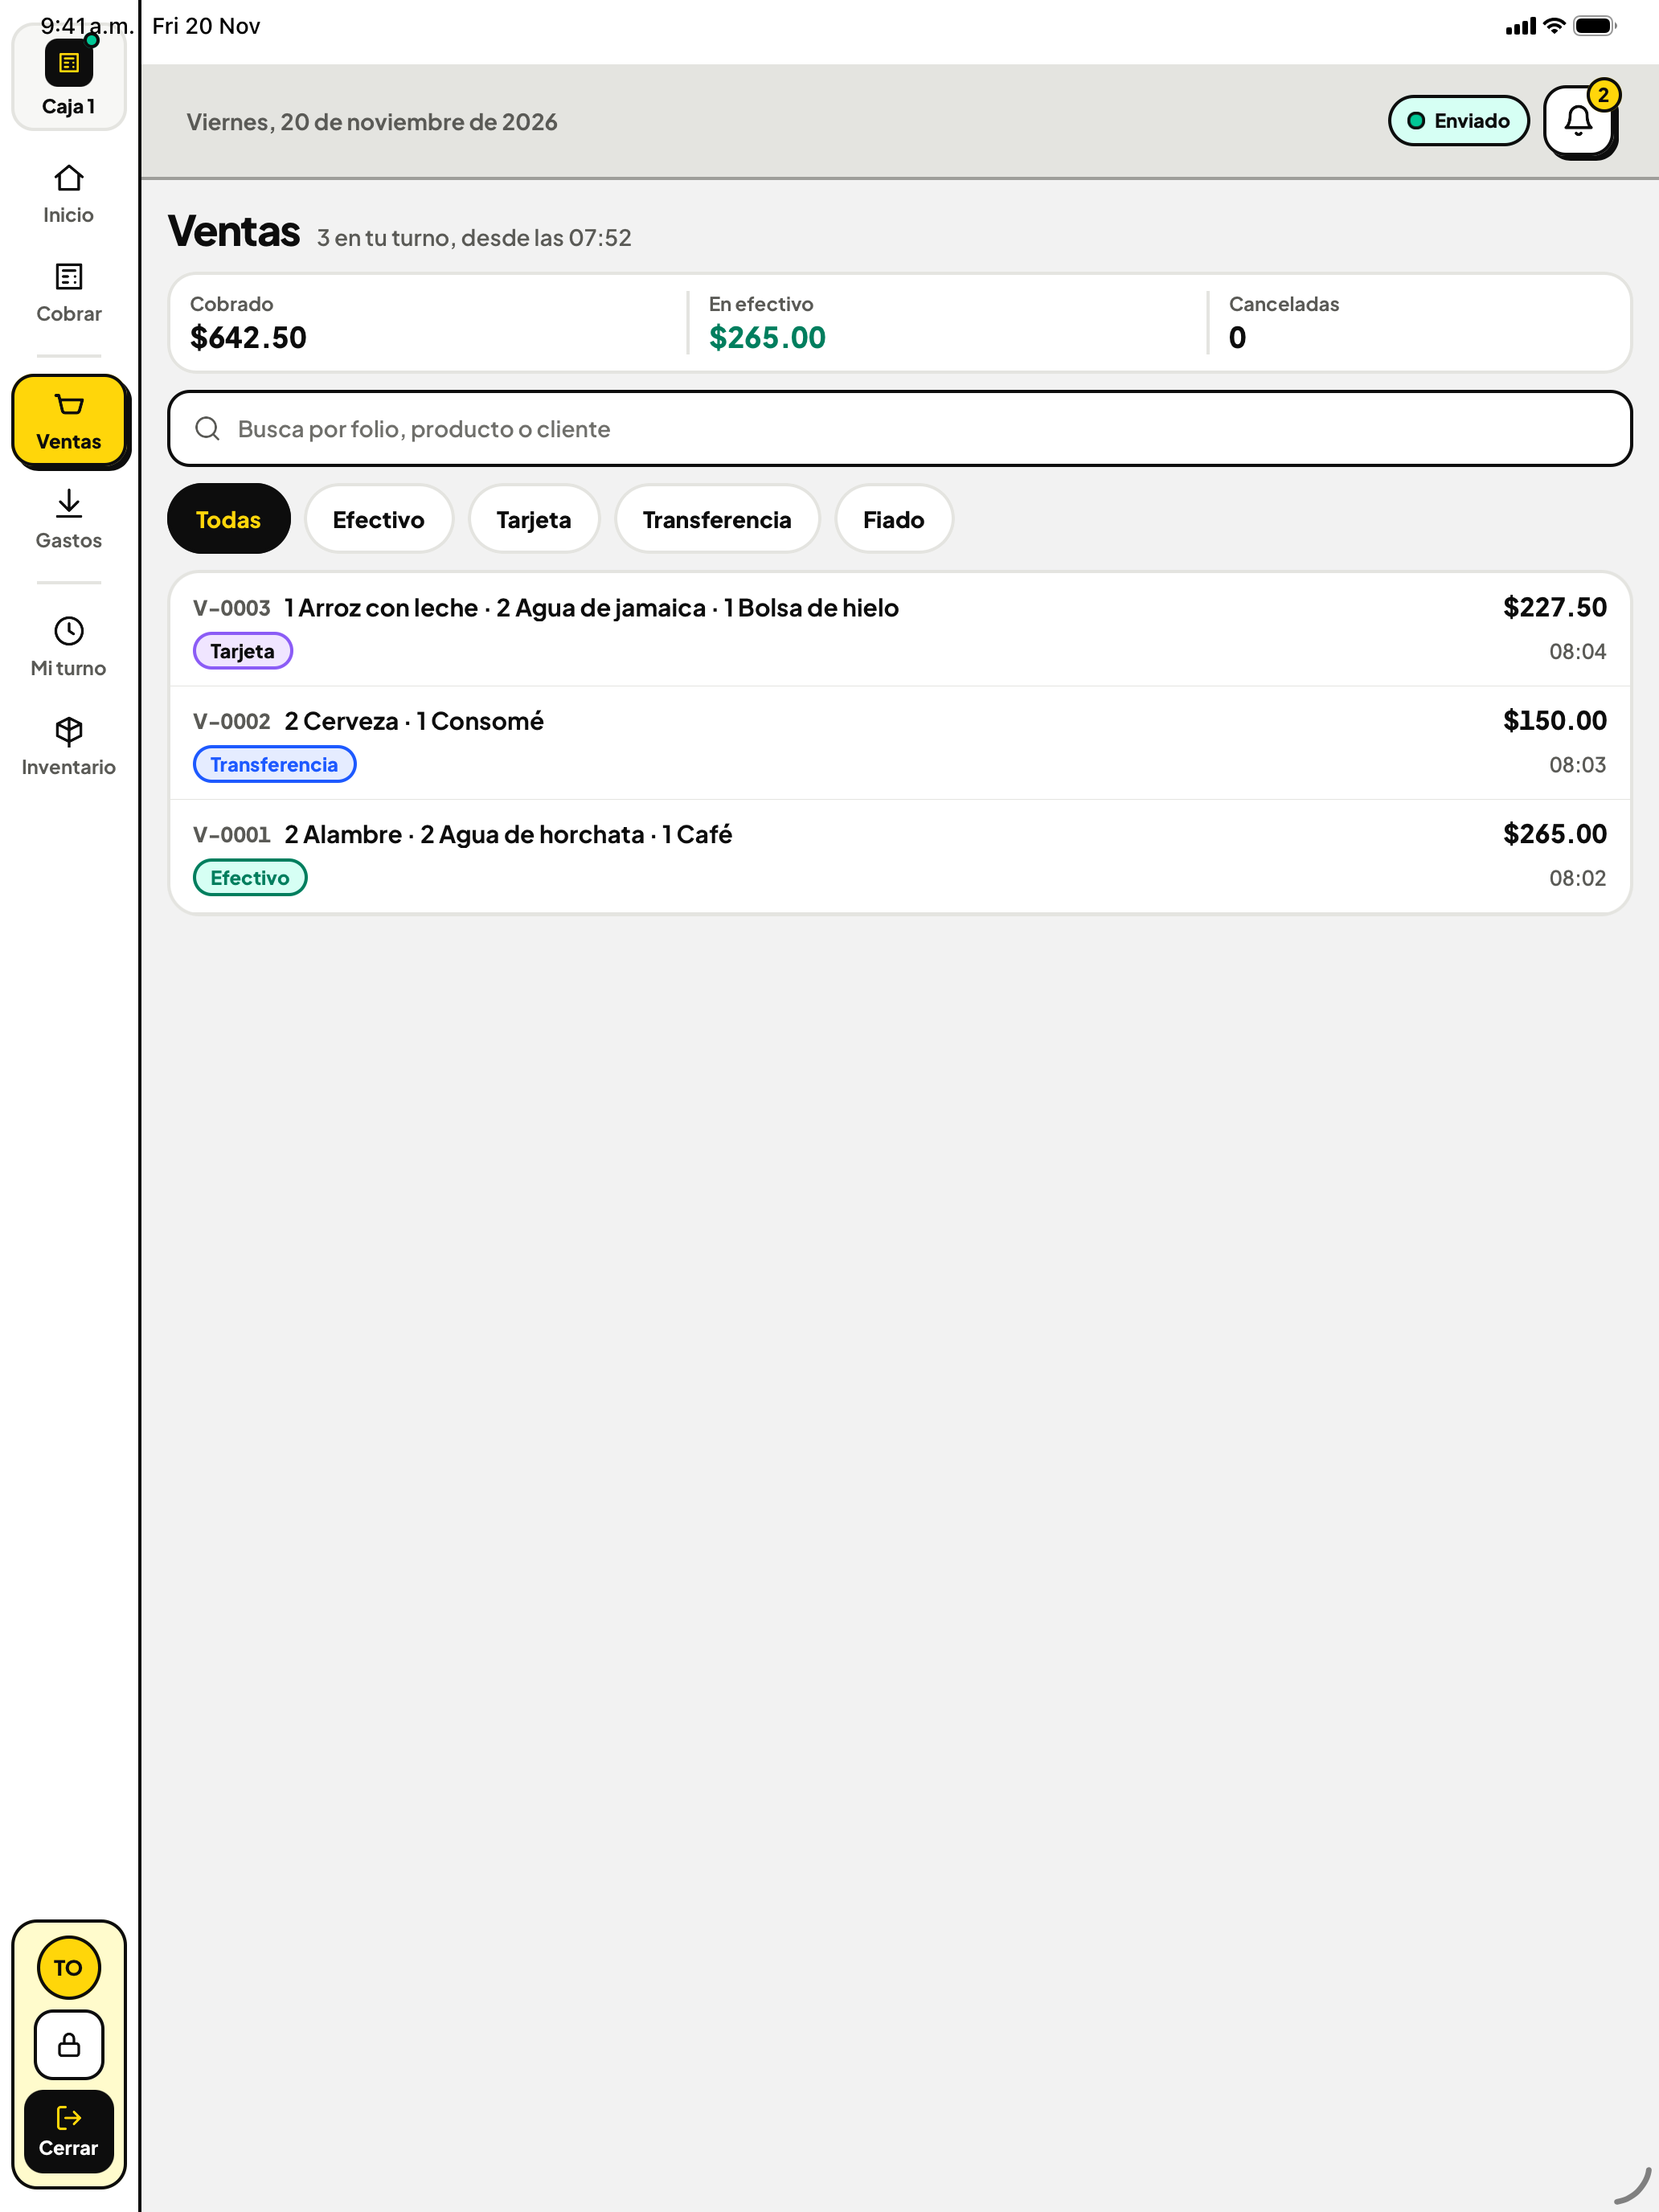 9:41 a.m. Fri 20 Nov
Caja 1
Inicio
Cobrar
Ventas
Gastos
Mi turno
Inventario
TO
Cerrar
Viernes, 20 de noviembre de 2026
Enviado
2
Ventas 3 en tu turno, desde las 07:52
Cobrado
$642.50
En efectivo
$265.00
Canceladas
0
Busca por folio, producto o cliente
Todas Efectivo Tarjeta Transferencia Fiado
V-0003 1 Arroz con leche · 2 Agua de jamaica · 1 Bolsa de hielo $227.50
Tarjeta 08:04
V-0002 2 Cerveza · 1 Consomé $150.00
Transferencia 08:03
V-0001 2 Alambre · 2 Agua de horchata · 1 Café $265.00
Efectivo 08:02